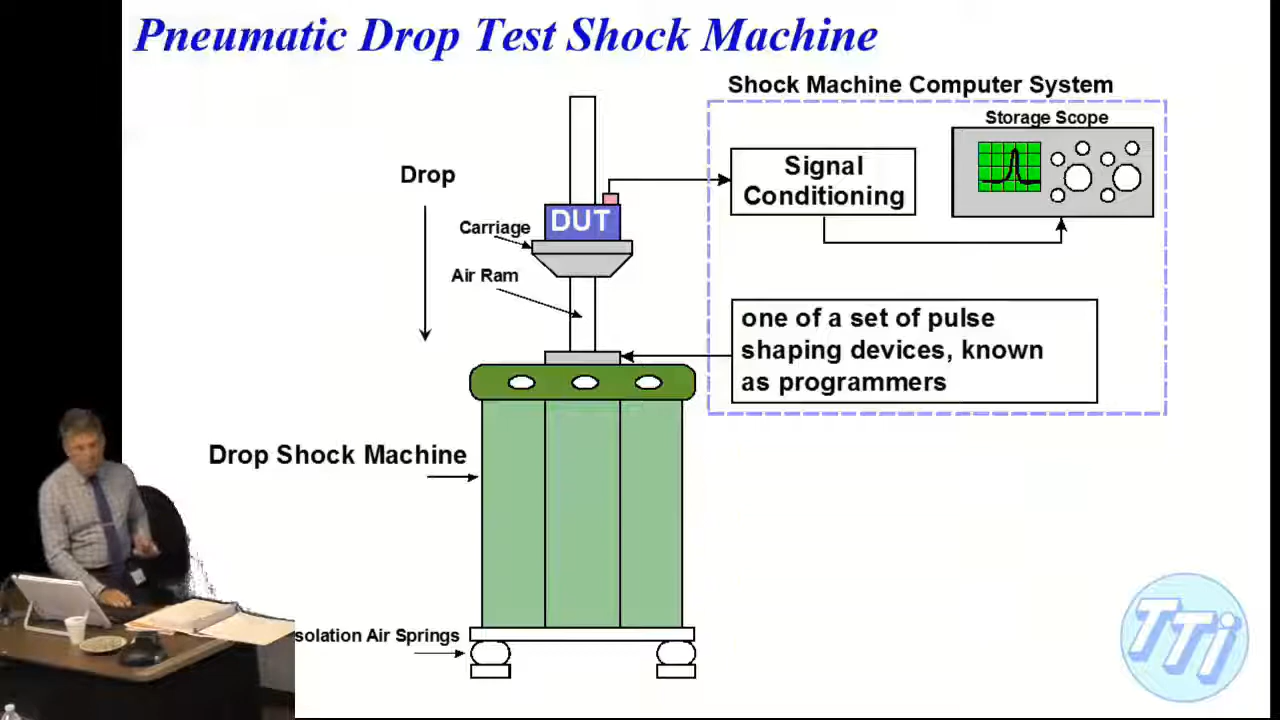 Pneumatic Drop Test Shock Machine
Shock Machine Computer System
Storage Scope
Drop
Signal
Conditioning
DUT
Carriage
Air Ram
one of a set of pulse
shaping devices, known
as programmers
Drop Shock Machine
solation Air Springs
TTi